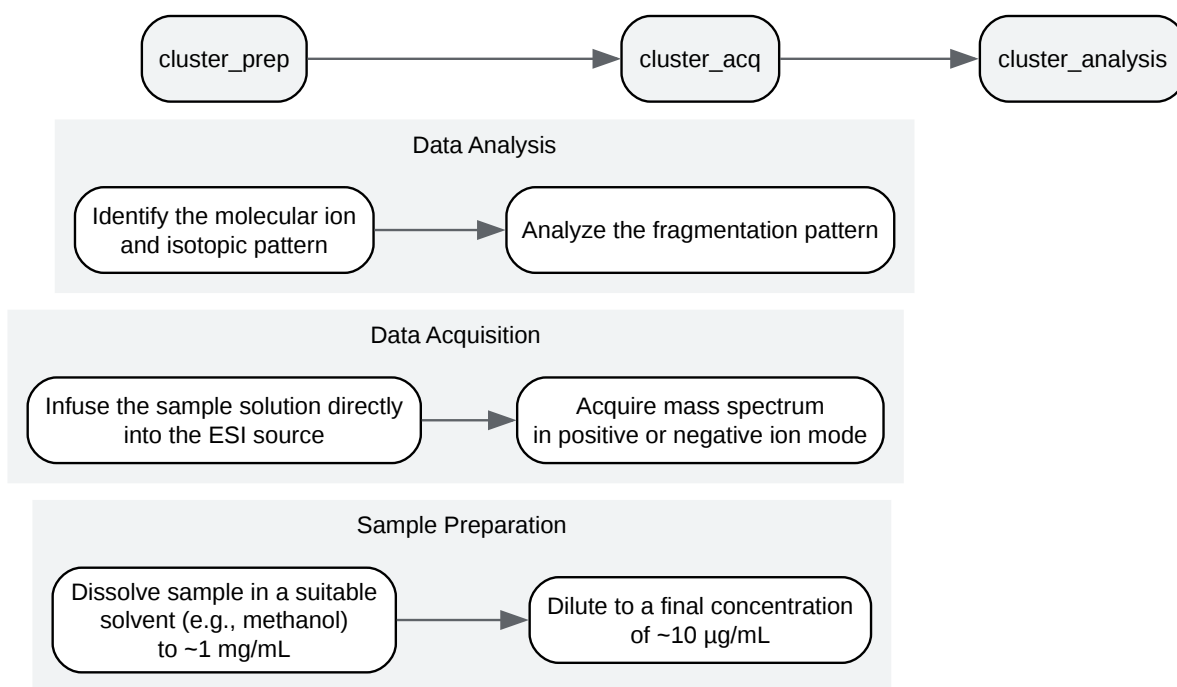 cluster_prep
cluster_acq
cluster_analysis
Data Analysis
Identify the molecular ion
and isotopic pattern
Analyze the fragmentation pattern
Data Acquisition
Infuse the sample solution directly
into the ESI source
Acquire mass spectrum
in positive or negative ion mode
Sample Preparation
Dissolve sample in a suitable
solvent (e.g., methanol)
to ~1 mg/mL
Dilute to a final concentration
of ~10 µg/mL